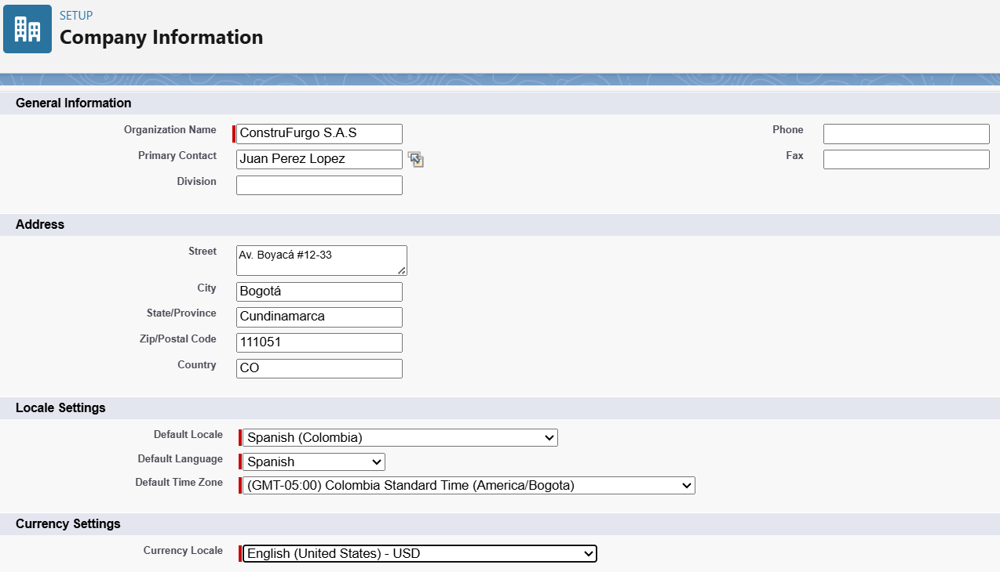 SETUP
Company Information
General Information
Organization Name ConstruFurgo S.A.S Phone
Primary Contact Juan Perez Lopez Fax
Division
Address
Street Av. Boyacá #12-33
City Bogotá
State/Province Cundinamarca
Zip/Postal Code 111051
Country CO
Locale Settings
Default Locale Spanish (Colombia)
Default Language Spanish
Default Time Zone (GMT-05:00) Colombia Standard Time (America/Bogota)
Currency Settings
Currency Locale English (United States) - USD